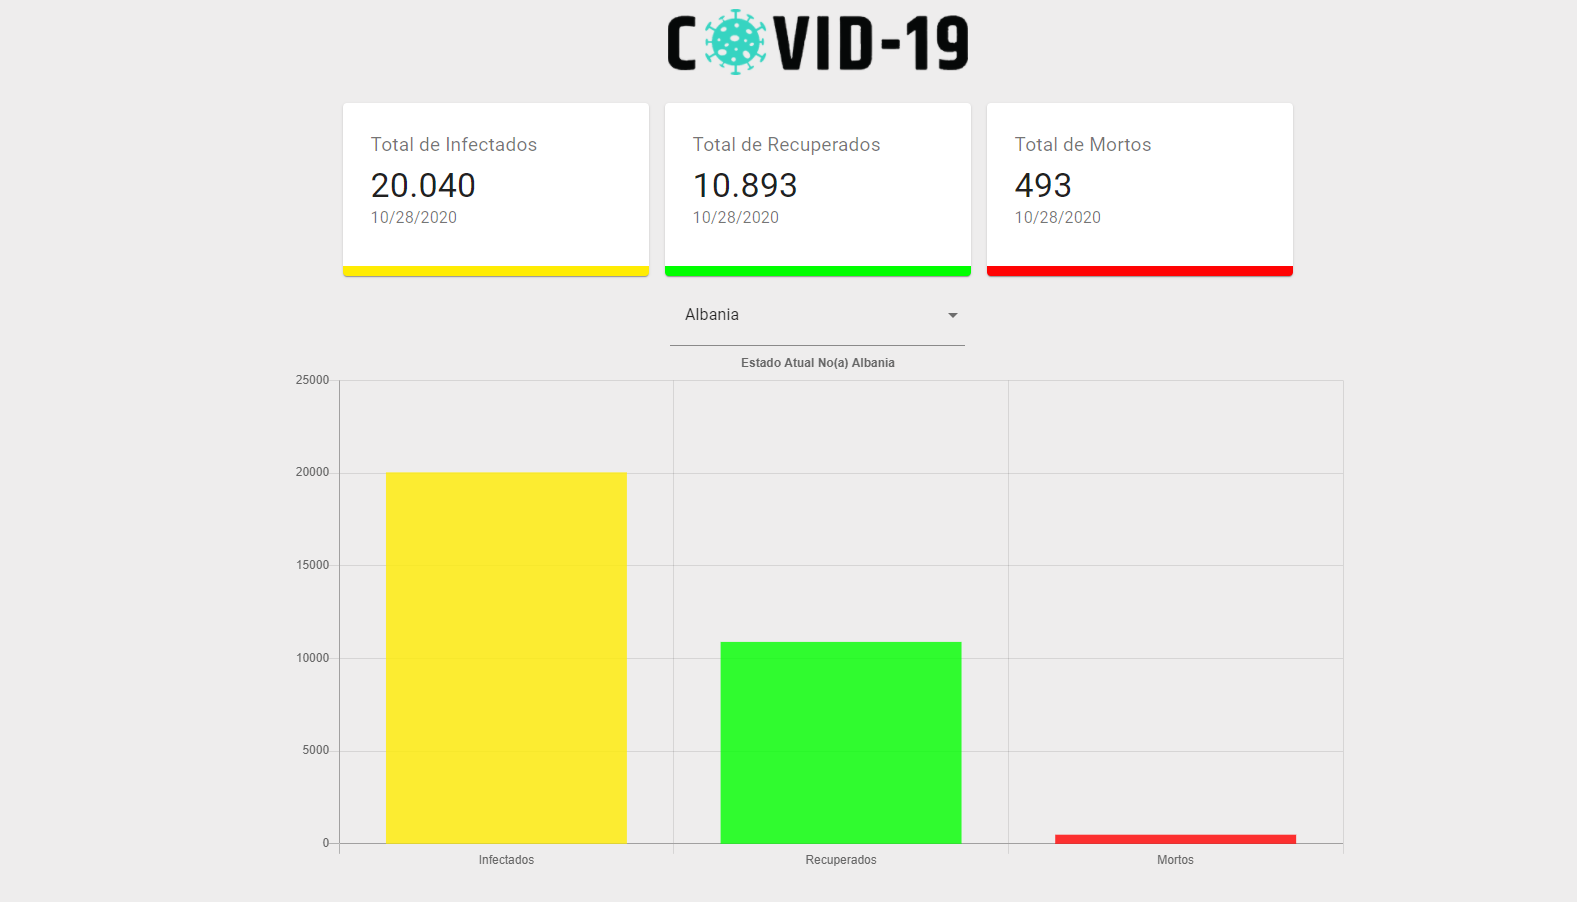 COVID-19
Total de Infectados
20.040
10/28/2020
Total de Recuperados
10.893
10/28/2020
Total de Mortos
493
10/28/2020
Albania
Estado Atual No(a) Albania
25000
20000
15000
10000
5000
0
Infectados
Recuperados
Mortos